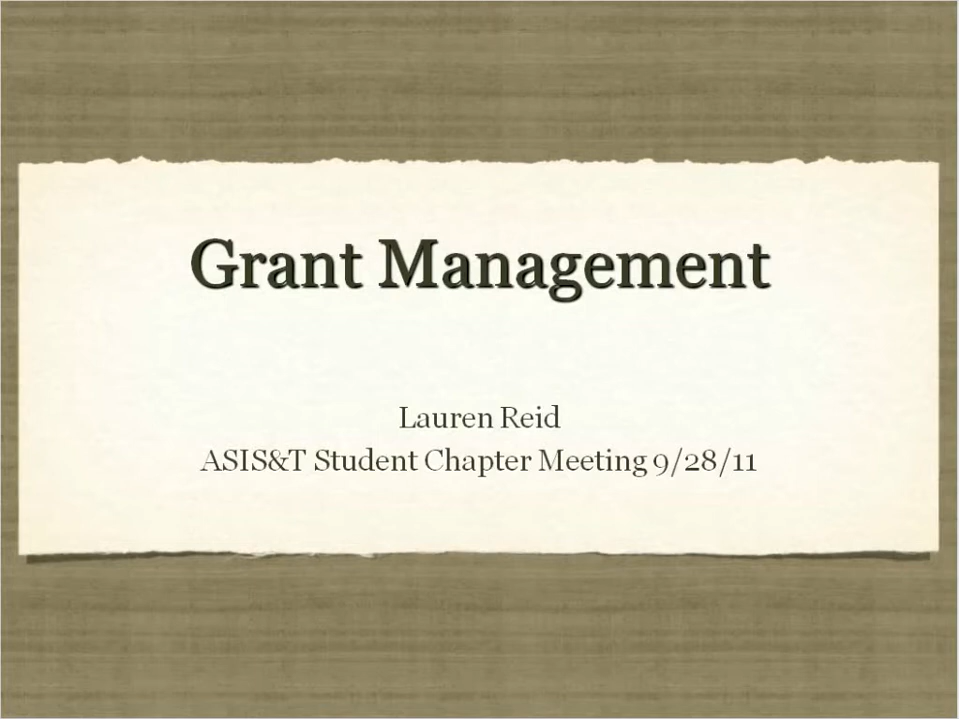 Grant Management
Lauren Reid
ASIS&T Student Chapter Meeting 9/28/11